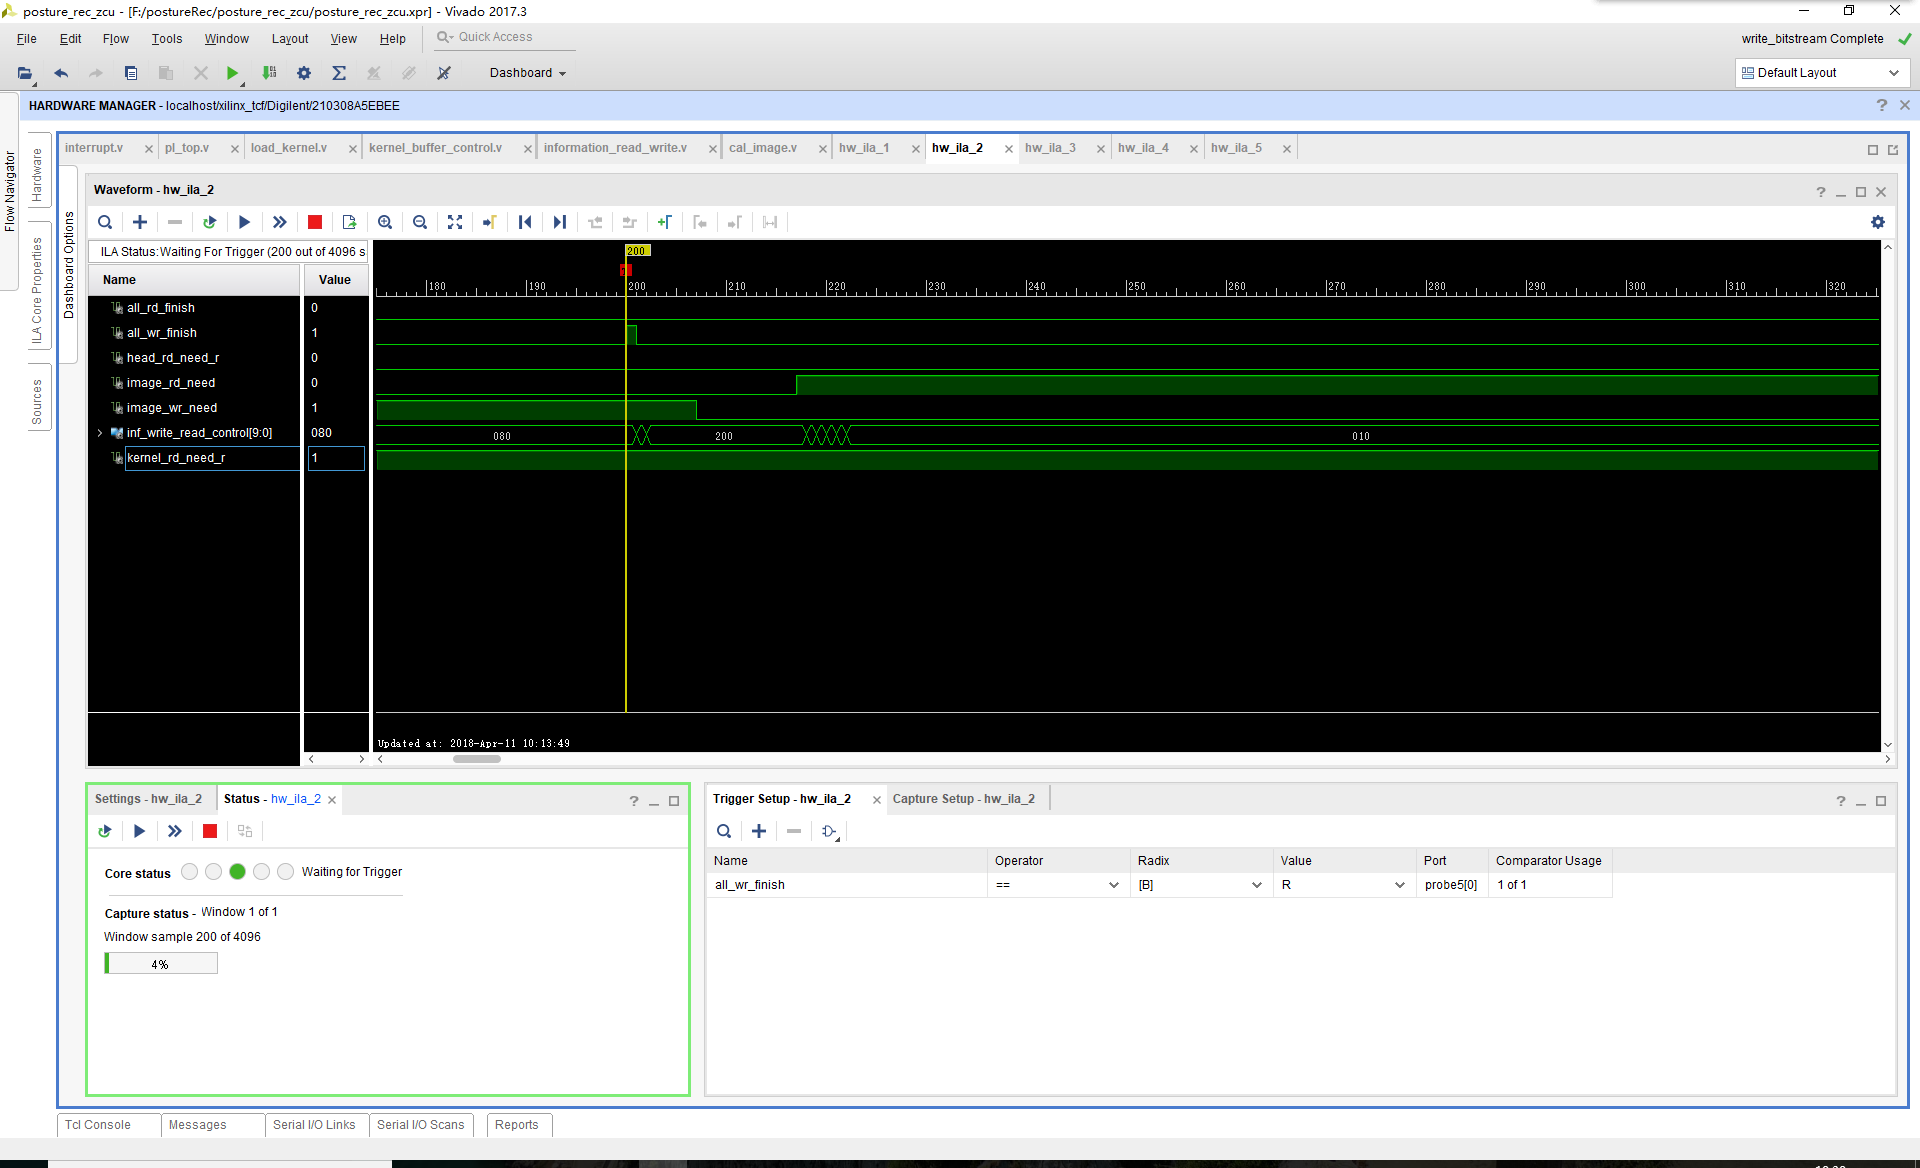 posture_rec_zcu - [F:/postureRec/posture_rec_zcu/posture_rec_zcu.xpr] - Vivado 2017.3
File Edit Flow Tools Window Layout View Help Quick Access
write_bitstream Complete
Dashboard
Default Layout
HARDWARE MANAGER - localhost/xilinx_tcf/Digilent/210308A5EBEE
Flow Navigator
Hardware
ILA Core Properties
Sources
Dashboard Options
interrupt.v pl_top.v load_kernel.v kernel_buffer_control.v information_read_write.v cal_image.v hw_ila_1 hw_ila_2 hw_ila_3 hw_ila_4 hw_ila_5
Waveform - hw_ila_2
ILA Status: Waiting For Trigger (200 out of 4096 s
200
Name Value
180 190 200 210 220 230 240 250 260 270 280 290 300 310 320
all_rd_finish 0
all_wr_finish 1
head_rd_need_r 0
image_rd_need 0
image_wr_need 1
inf_write_read_control[9:0] 080 080 200 010
kernel_rd_need_r 1
Updated at: 2018-Apr-11 10:13:49
Settings - hw_ila_2 Status - hw_ila_2
Core status Waiting for Trigger
Capture status - Window 1 of 1
Window sample 200 of 4096
4%
Trigger Setup - hw_ila_2 Capture Setup - hw_ila_2
Name Operator Radix Value Port Comparator Usage
all_wr_finish == [B] R probe5[0] 1 of 1
Tcl Console Messages Serial I/O Links Serial I/O Scans Reports